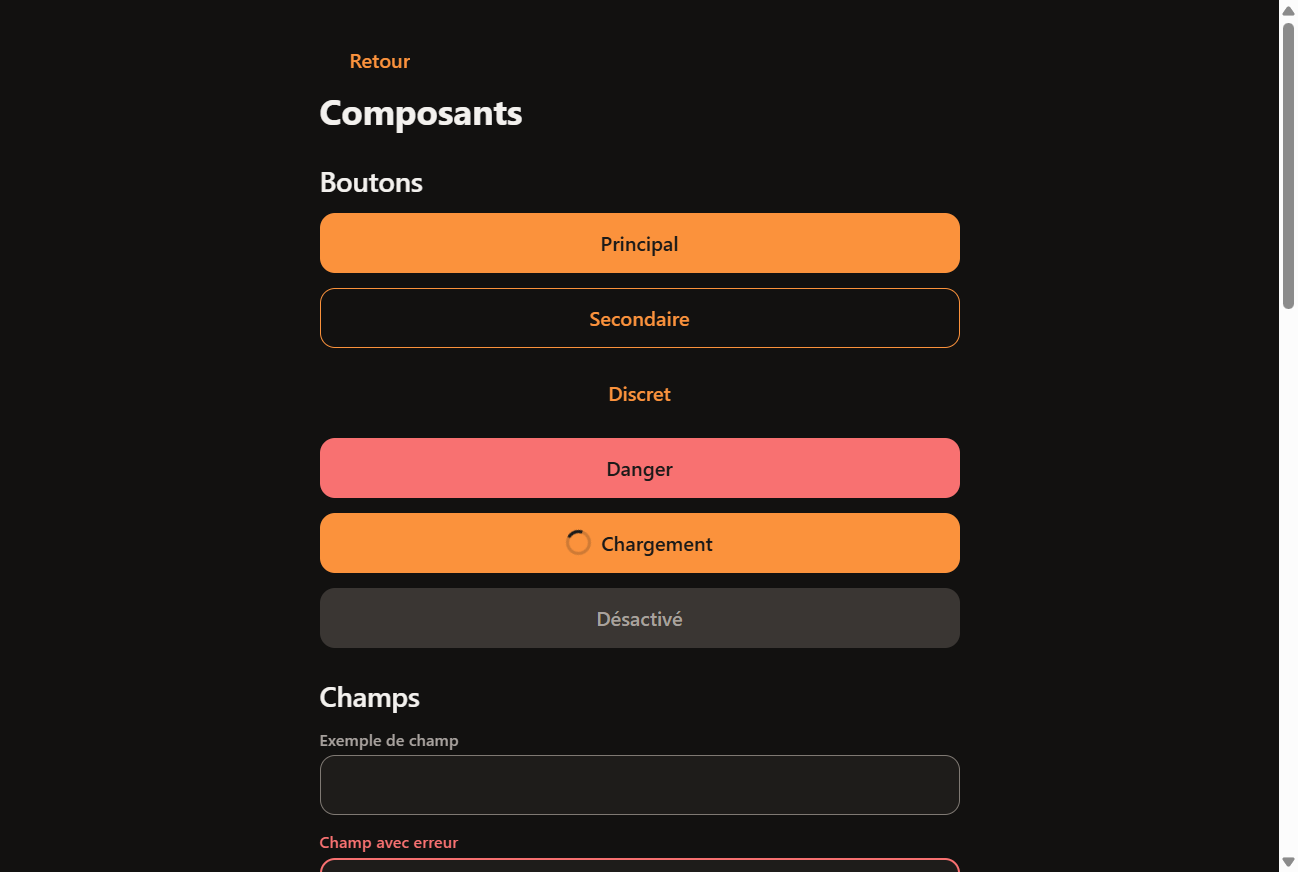 Retour
Composants
Boutons
Principal
Secondaire
Discret
Danger
Chargement
Désactivé
Champs
Exemple de champ
Champ avec erreur